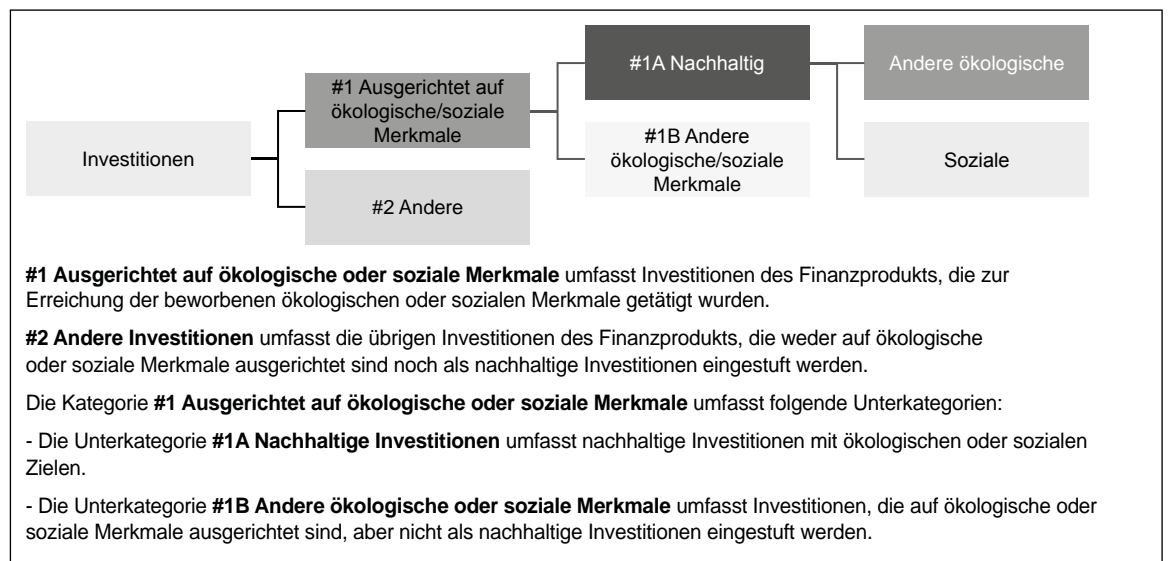 #1A Nachhaltig
Andere ökologische
#1 Ausgerichtet auf
ökologische/soziale
Merkmale
#1B Andere
ökologische/soziale
Merkmale
Investitionen
Soziale
#2 Andere
#1 Ausgerichtet auf ökologische oder soziale Merkmale umfasst Investitionen des Finanzprodukts, die zur
Erreichung der beworbenen ökologischen oder sozialen Merkmale getätigt wurden.
#2 Andere Investitionen umfasst die übrigen Investitionen des Finanzprodukts, die weder auf ökologische
oder soziale Merkmale ausgerichtet sind noch als nachhaltige Investitionen eingestuft werden.
Die Kategorie #1 Ausgerichtet auf ökologische oder soziale Merkmale umfasst folgende Unterkategorien:
- Die Unterkategorie #1A Nachhaltige Investitionen umfasst nachhaltige Investitionen mit ökologischen oder sozialen
Zielen.
- Die Unterkategorie #1B Andere ökologische oder soziale Merkmale umfasst Investitionen, die auf ökologische oder
soziale Merkmale ausgerichtet sind, aber nicht als nachhaltige Investitionen eingestuft werden.